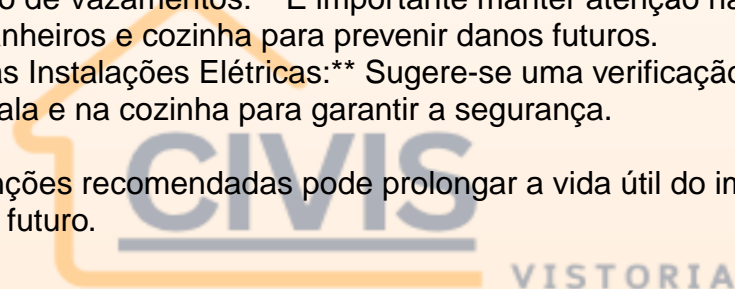 o de vazamentos:** É importante manter atenção na
nheiros e cozinha para prevenir danos futuros.
as Instalações Elétricas:** Sugere-se uma verificação
ala e na cozinha para garantir a segurança.
nções recomendadas pode prolongar a vida útil do im
futuro.
CIVIS
VISTORIA